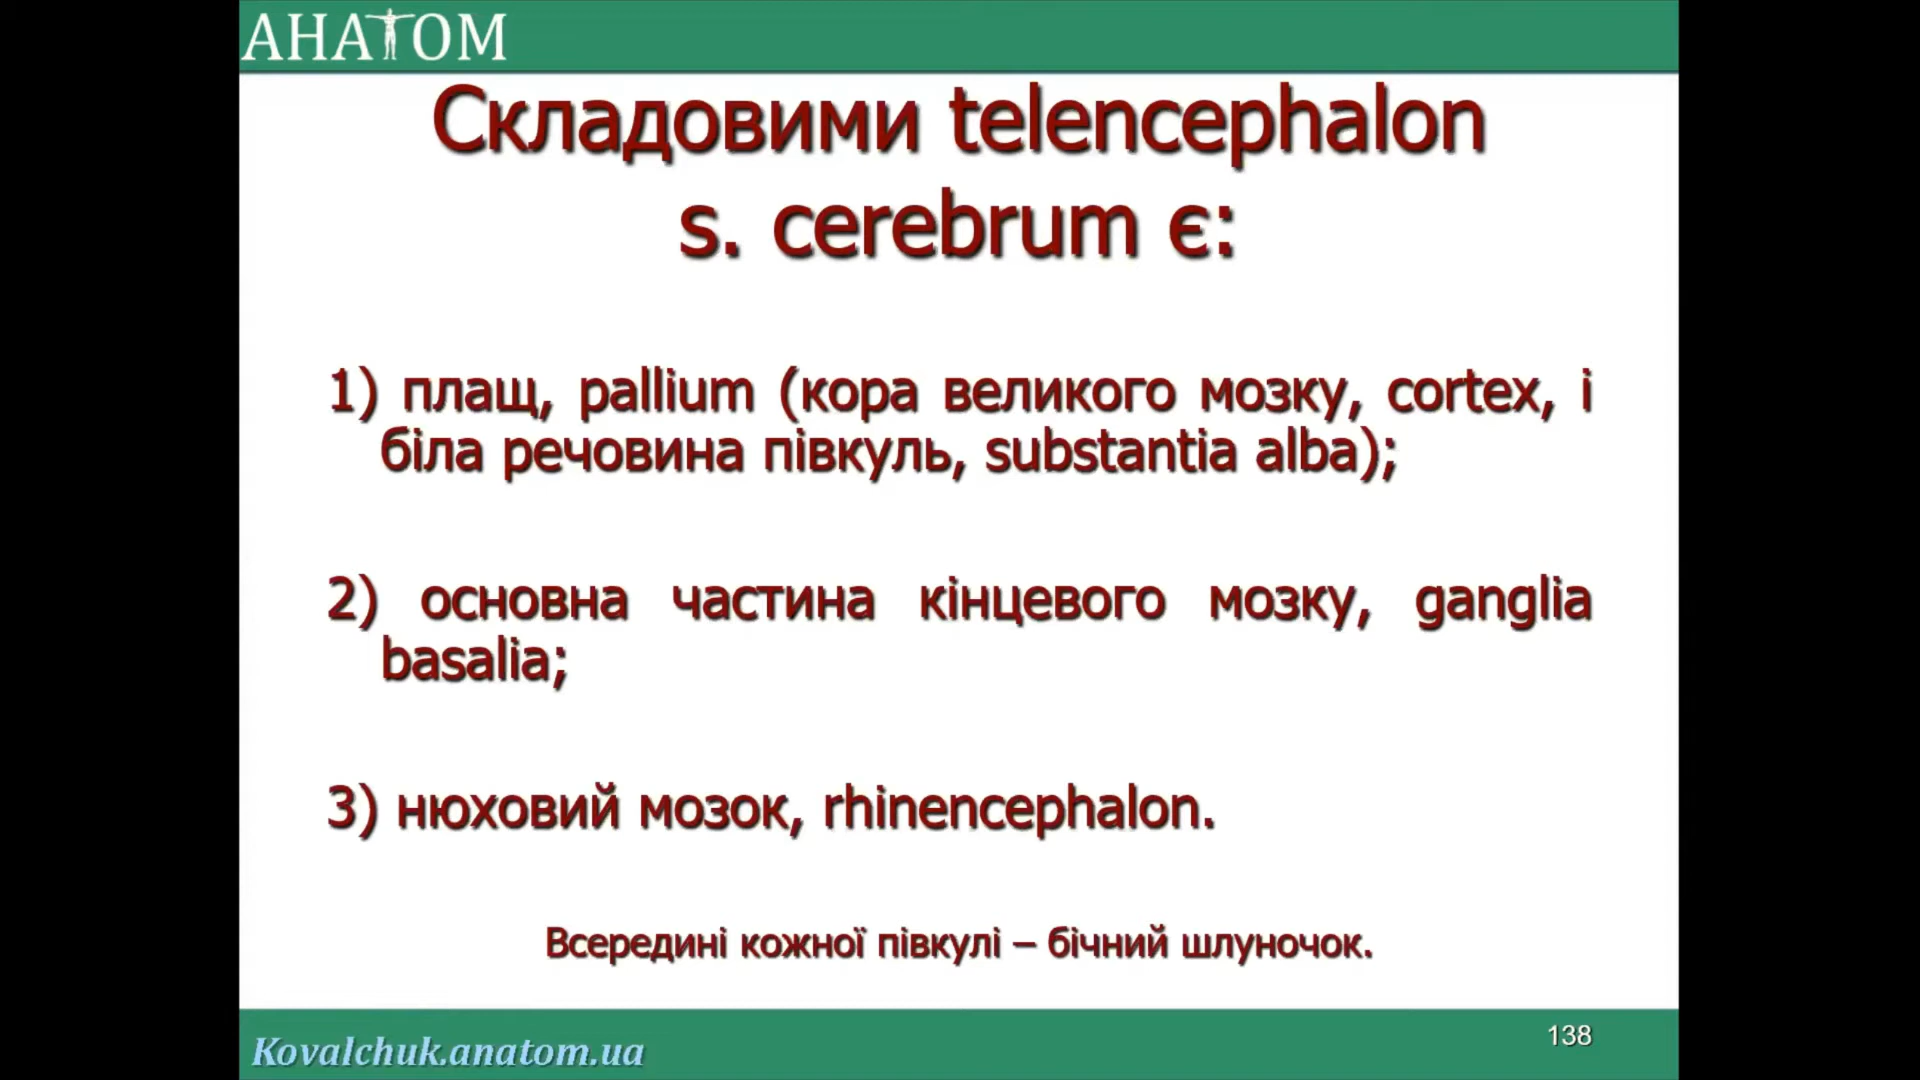 АНАТОМ
Складовими telencephalon
s. cerebrum є:
1) плащ, pallium (кора великого мозку, cortex, і
біла речовина півкуль, substantia alba);
2) основна частина кінцевого мозку, ganglia
basalia;
3) нюховий мозок, rhinencephalon.
Всередині кожної півкулі – бічний шлуночок.
Kovalchuk.anatom.ua
138